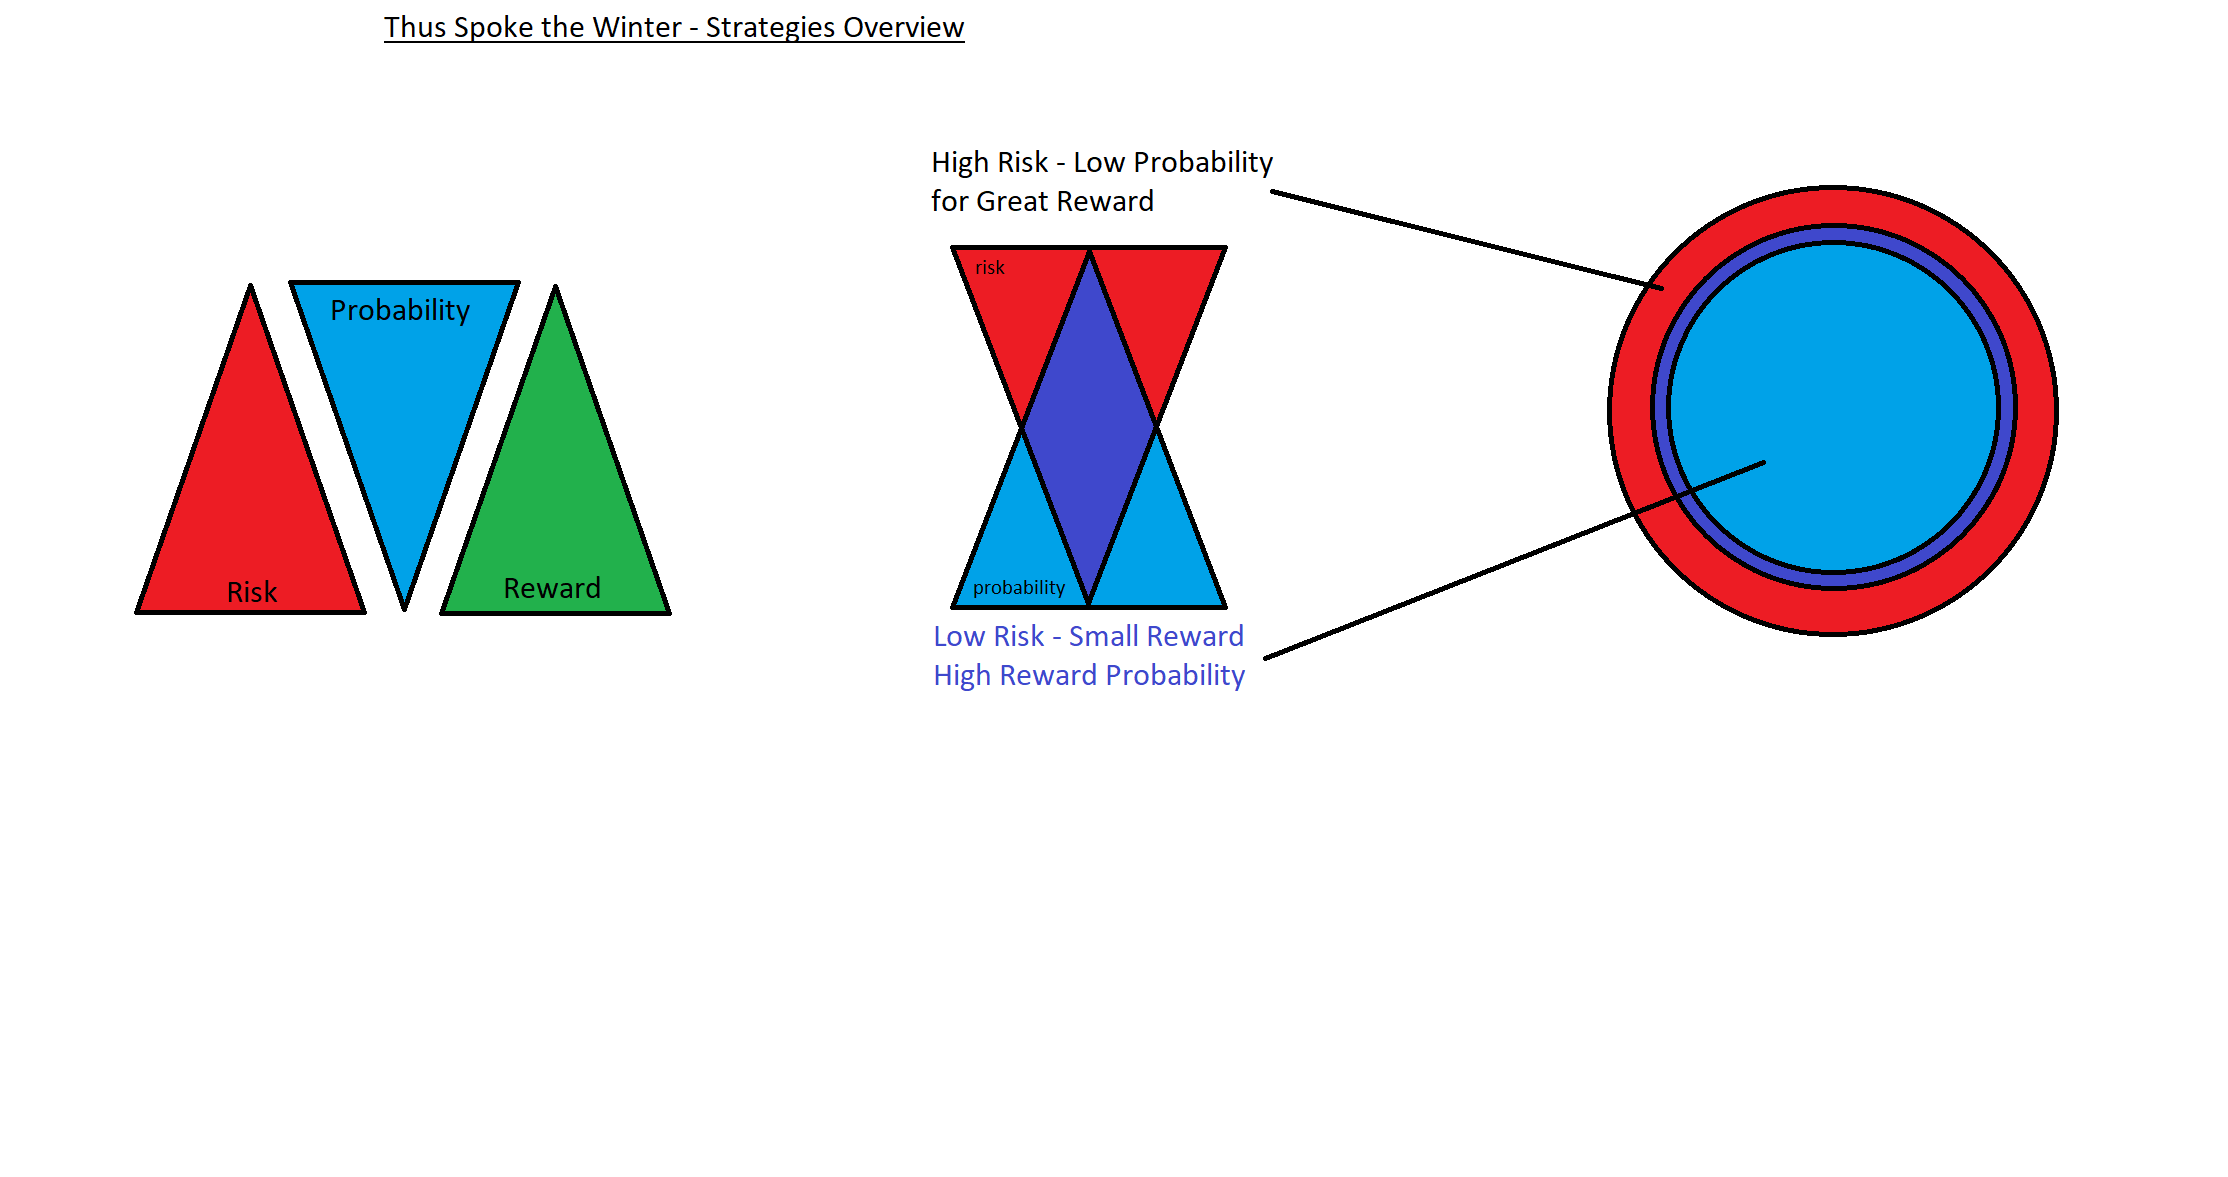 Thus Spoke the Winter - Strategies Overview
Probability
Risk
Reward
High Risk - Low Probability
for Great Reward
risk
probability
Low Risk - Small Reward
High Reward Probability